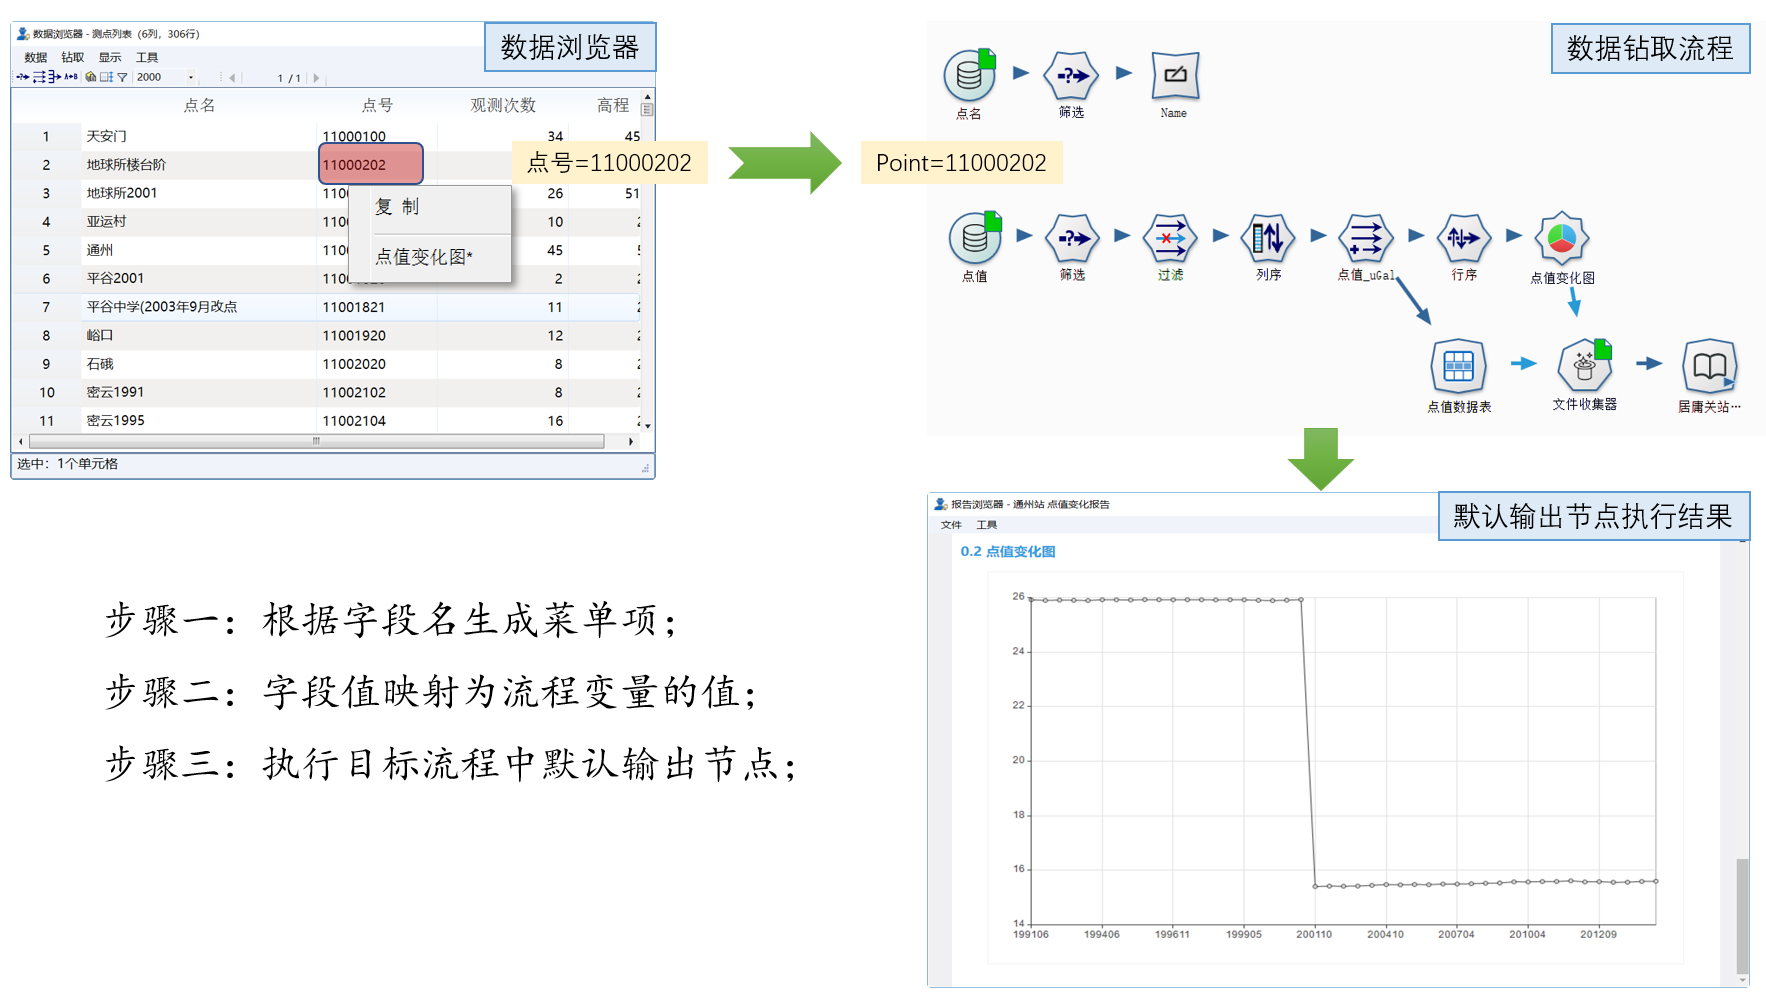 数据浏览器 - 测点列表 (6列，306行)
数据 钻取 显示 工具
2000 1 / 1
数据浏览器
点名 点号 观测次数 高程
1 天安门 11000100 34 45
2 地球所楼台阶 11000202
3 地球所2001 110 26 51
4 亚运村 110 10
5 通州 110 45
6 平谷2001 110 2
7 平谷中学(2003年9月改点 11001821 11
8 峪口 11001920 12
9 石硪 11002020 8
10 密云1991 11002102 8
11 密云1995 11002104 16
选中：1个单元格
复 制
点值变化图*
点号=11000202
Point=11000202
数据钻取流程
点名 筛选 Name
点值 筛选 过滤 列序 点值_uGal 行序 点值变化图
点值数据表 文件收集器 居庸关站…
报告浏览器 - 通州站 点值变化报告
文件 工具
默认输出节点执行结果
0.2 点值变化图
26
24
22
20
18
16
14
199106 199406 199611 199905 200110 200410 200704 201004 201209
步骤一：根据字段名生成菜单项；
步骤二：字段值映射为流程变量的值；
步骤三：执行目标流程中默认输出节点；